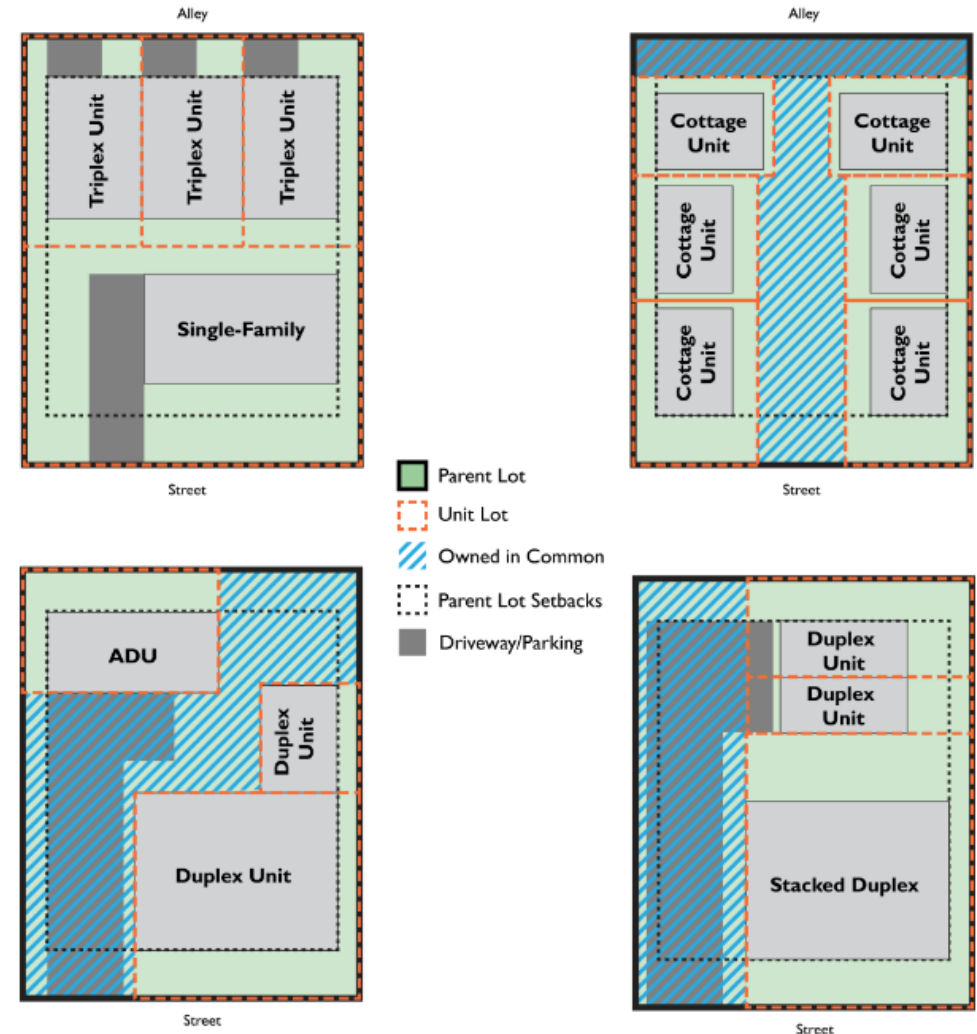 Alley
Triplex Unit
Triplex Unit
Triplex Unit
Single-Family
Street
Alley
Cottage
Unit
Cottage
Unit
Cottage
Unit
Cottage
Unit
Cottage
Unit
Cottage
Unit
Street
Parent Lot
Unit Lot
Owned in Common
Parent Lot Setbacks
Driveway/Parking
ADU
Duplex
Unit
Duplex Unit
Street
Duplex
Unit
Duplex
Unit
Stacked Duplex
Street